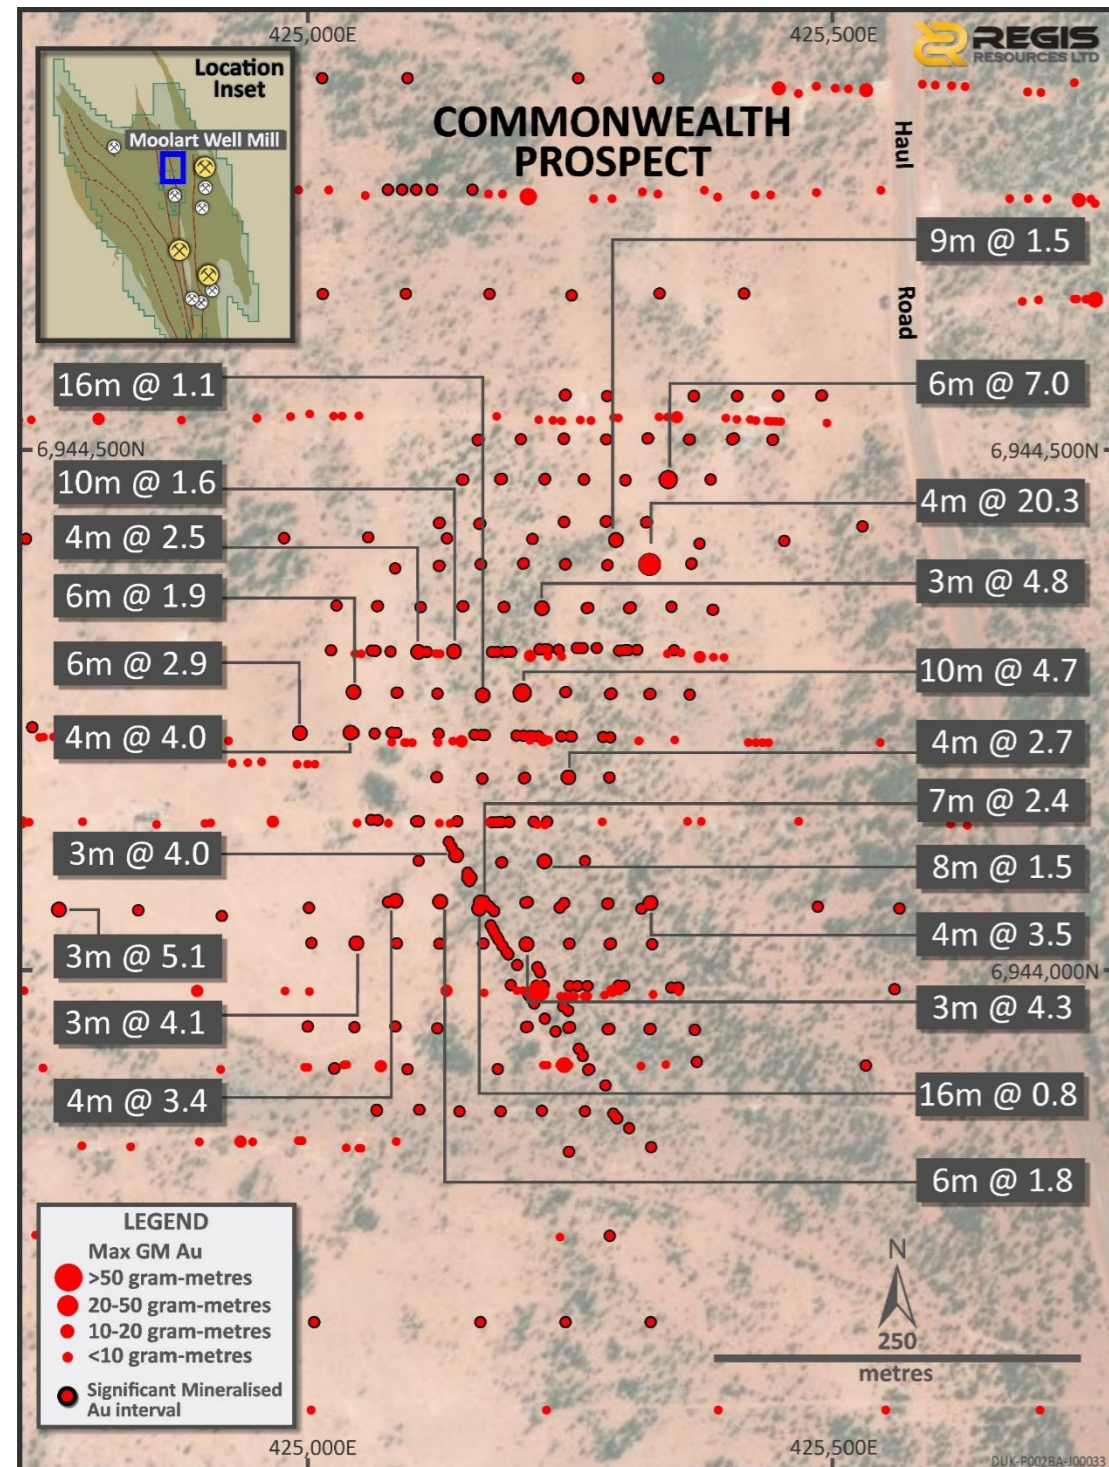 425,000E
425,500E
REGIS
RESOURCES LTD
Location
Inset
Moolart Well Mill
COMMONWEALTH
PROSPECT
Haul
Road
9m @ 1.5
16m @ 1.1
6m @ 7.0
6,944,500N
6,944,500N
10m @ 1.6
4m @ 20.3
4m @ 2.5
6m @ 1.9
3m @ 4.8
6m @ 2.9
10m @ 4.7
4m @ 4.0
4m @ 2.7
7m @ 2.4
3m @ 4.0
8m @ 1.5
3m @ 5.1
4m @ 3.5
6,944,000N
3m @ 4.1
3m @ 4.3
4m @ 3.4
16m @ 0.8
6m @ 1.8
LEGEND
Max GM Au
>50 gram-metres
20-50 gram-metres
10-20 gram-metres
<10 gram-metres
Significant Mineralised
Au interval
N
250
metres
425,000E
425,500E
DUK-P002BA-J00033